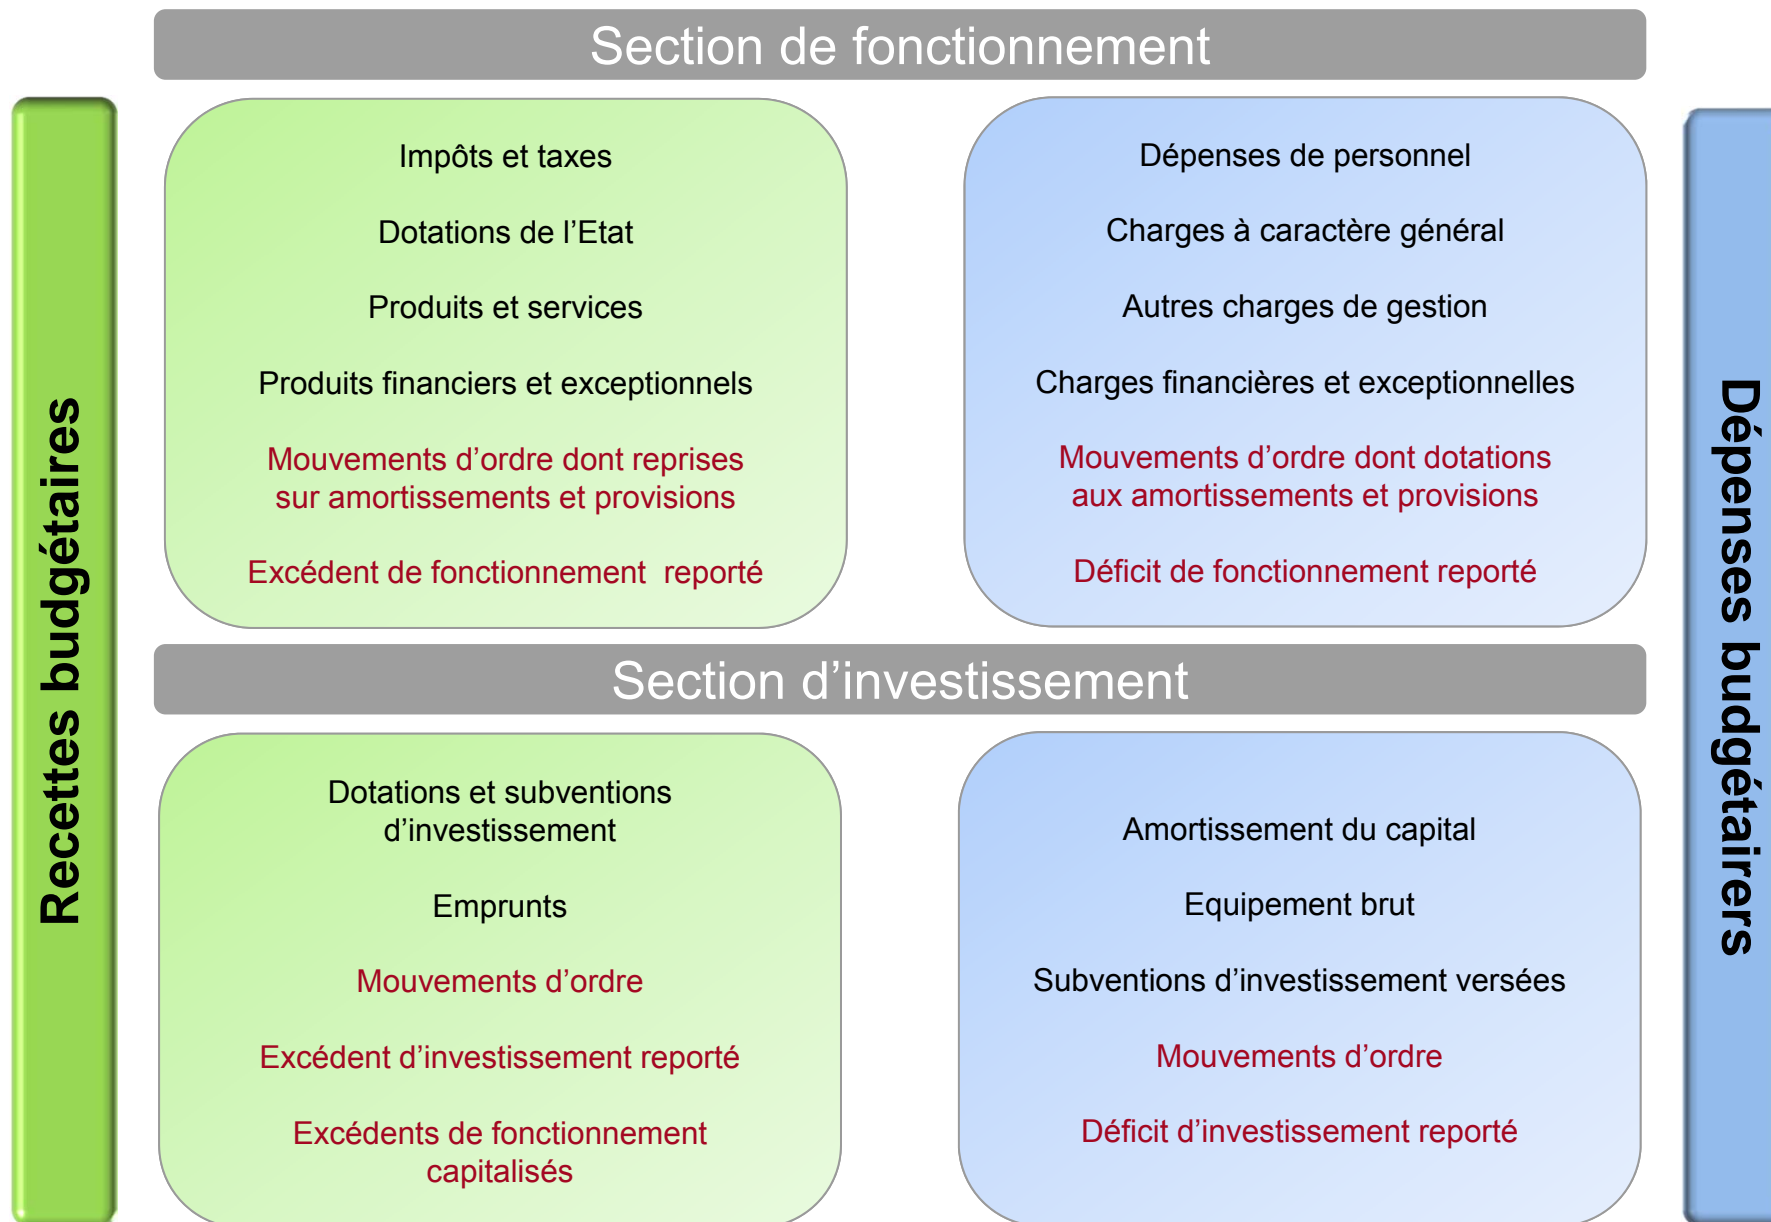 Section de fonctionnement
Recettes budgétaires
Impôts et taxes
Dotations de l’Etat
Produits et services
Produits financiers et exceptionnels
Mouvements d’ordre dont reprises
sur amortissements et provisions
Excédent de fonctionnement  reporté
Dépenses de personnel
Charges à caractère général
Autres charges de gestion
Charges financières et exceptionnelles
Mouvements d’ordre dont dotations
aux amortissements et provisions
Déficit de fonctionnement reporté
Dépenses budgétairers
Section d’investissement
Dotations et subventions
d’investissement
Emprunts
Mouvements d’ordre
Excédent d’investissement reporté
Excédents de fonctionnement
capitalisés
Amortissement du capital
Equipement brut
Subventions d’investissement versées
Mouvements d’ordre
Déficit d’investissement reporté